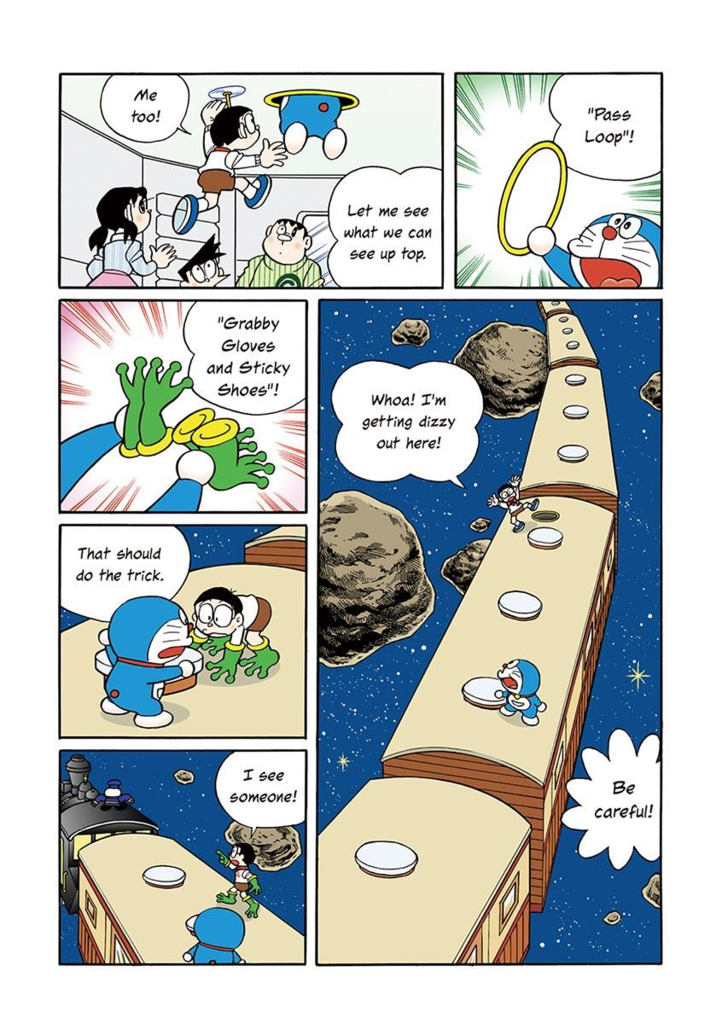 "Pass
Loop"!
Let me see
what we can
see up top.
Me
too!
Whoa! I'm
getting dizzy
out here!
Be
careful!
"Grabby
Gloves
and Sticky
Shoes"!
That should
do the trick.
I see
someone!